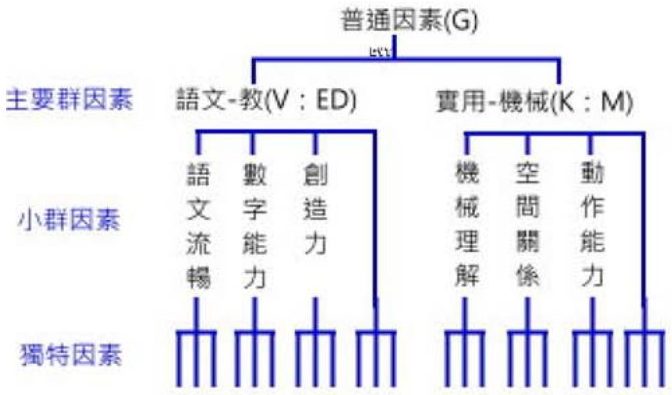 普通因素(G)
主要群因素 語文-教(V：ED) 實用-機械(K：M)
小群因素
語文流暢
數字能力
創造力
機械理解
空間關係
動作能力
獨特因素